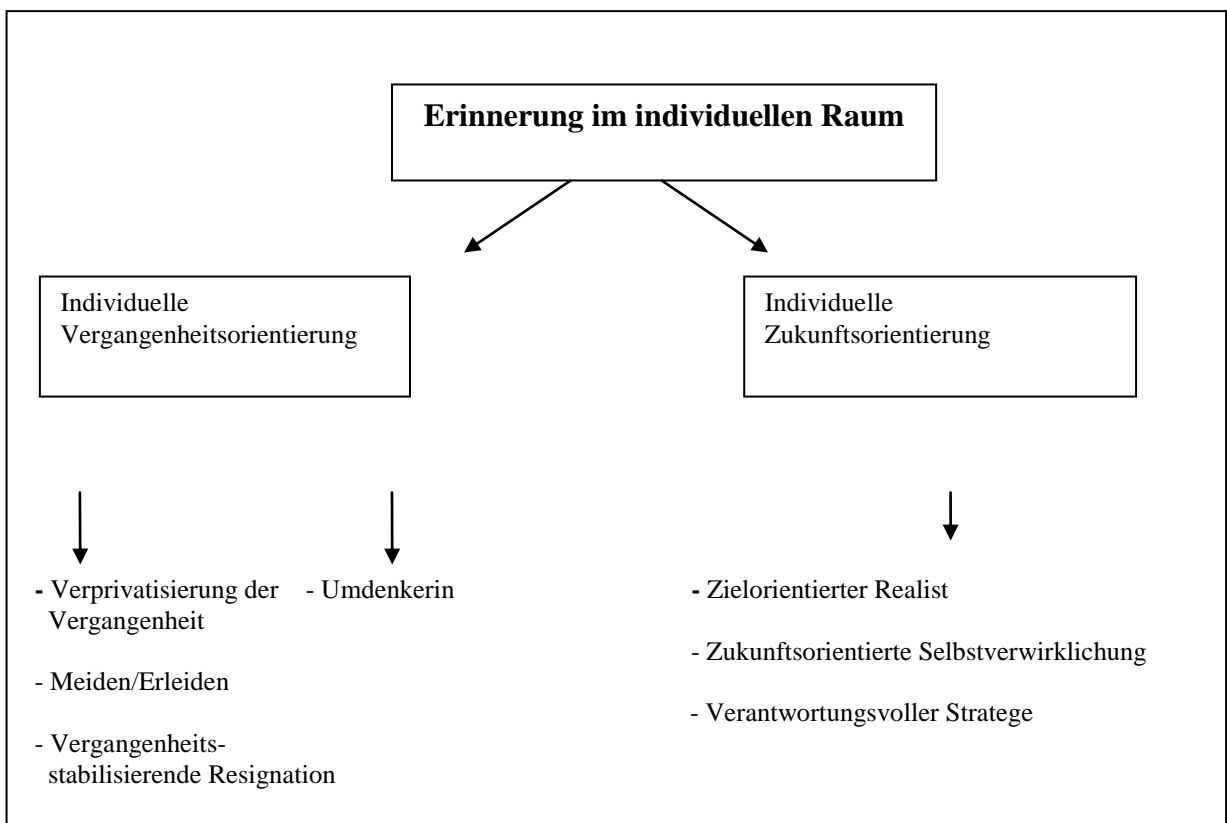 Erinnerung im individuellen Raum
Individuelle
Vergangenheitsorientierung
Individuelle
Zukunftsorientierung
- Verprivatisierung der
Vergangenheit
- Meiden/Erleiden
- Vergangenheits-
stabilisierende Resignation
- Umdenkerin
- Zielorientierter Realist
- Zukunftsorientierte Selbstverwirklichung
- Verantwortungsvoller Stratege